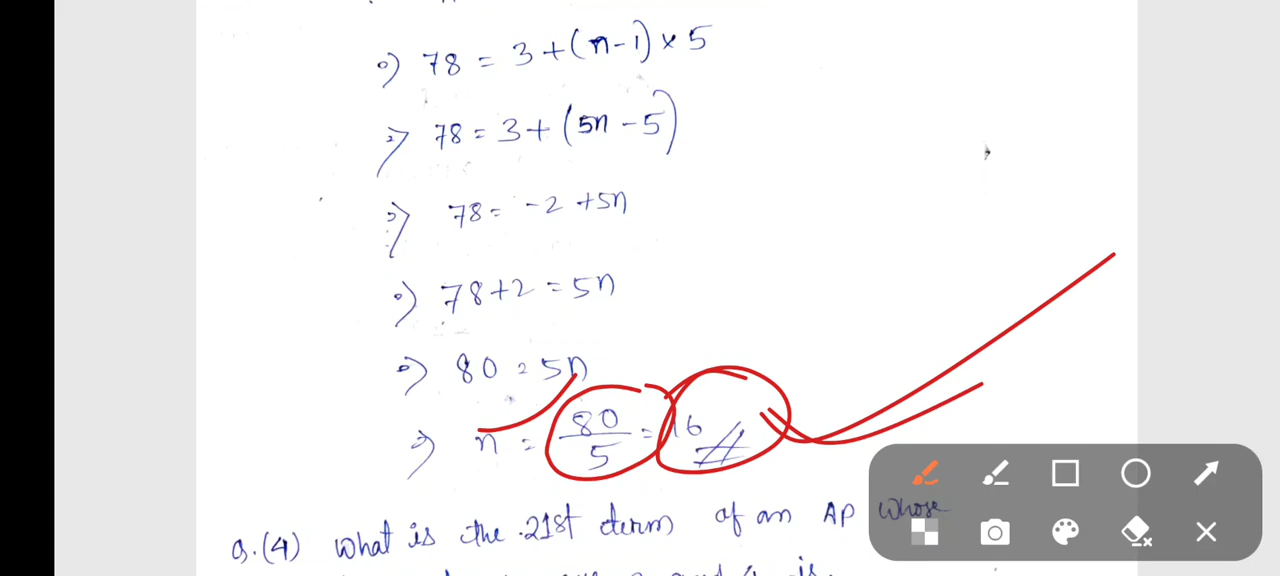 ⇒) 78 = 3 + (n - 1) × 5
⇒) 78 = 3 + (5n - 5)
⇒) 78 = -2 + 5n
⇒) 78 + 2 = 5n
⇒) 80 = 5n
⇒) n = 80/5 = 16
Q.(4) What is the 21st term of an AP whose
is